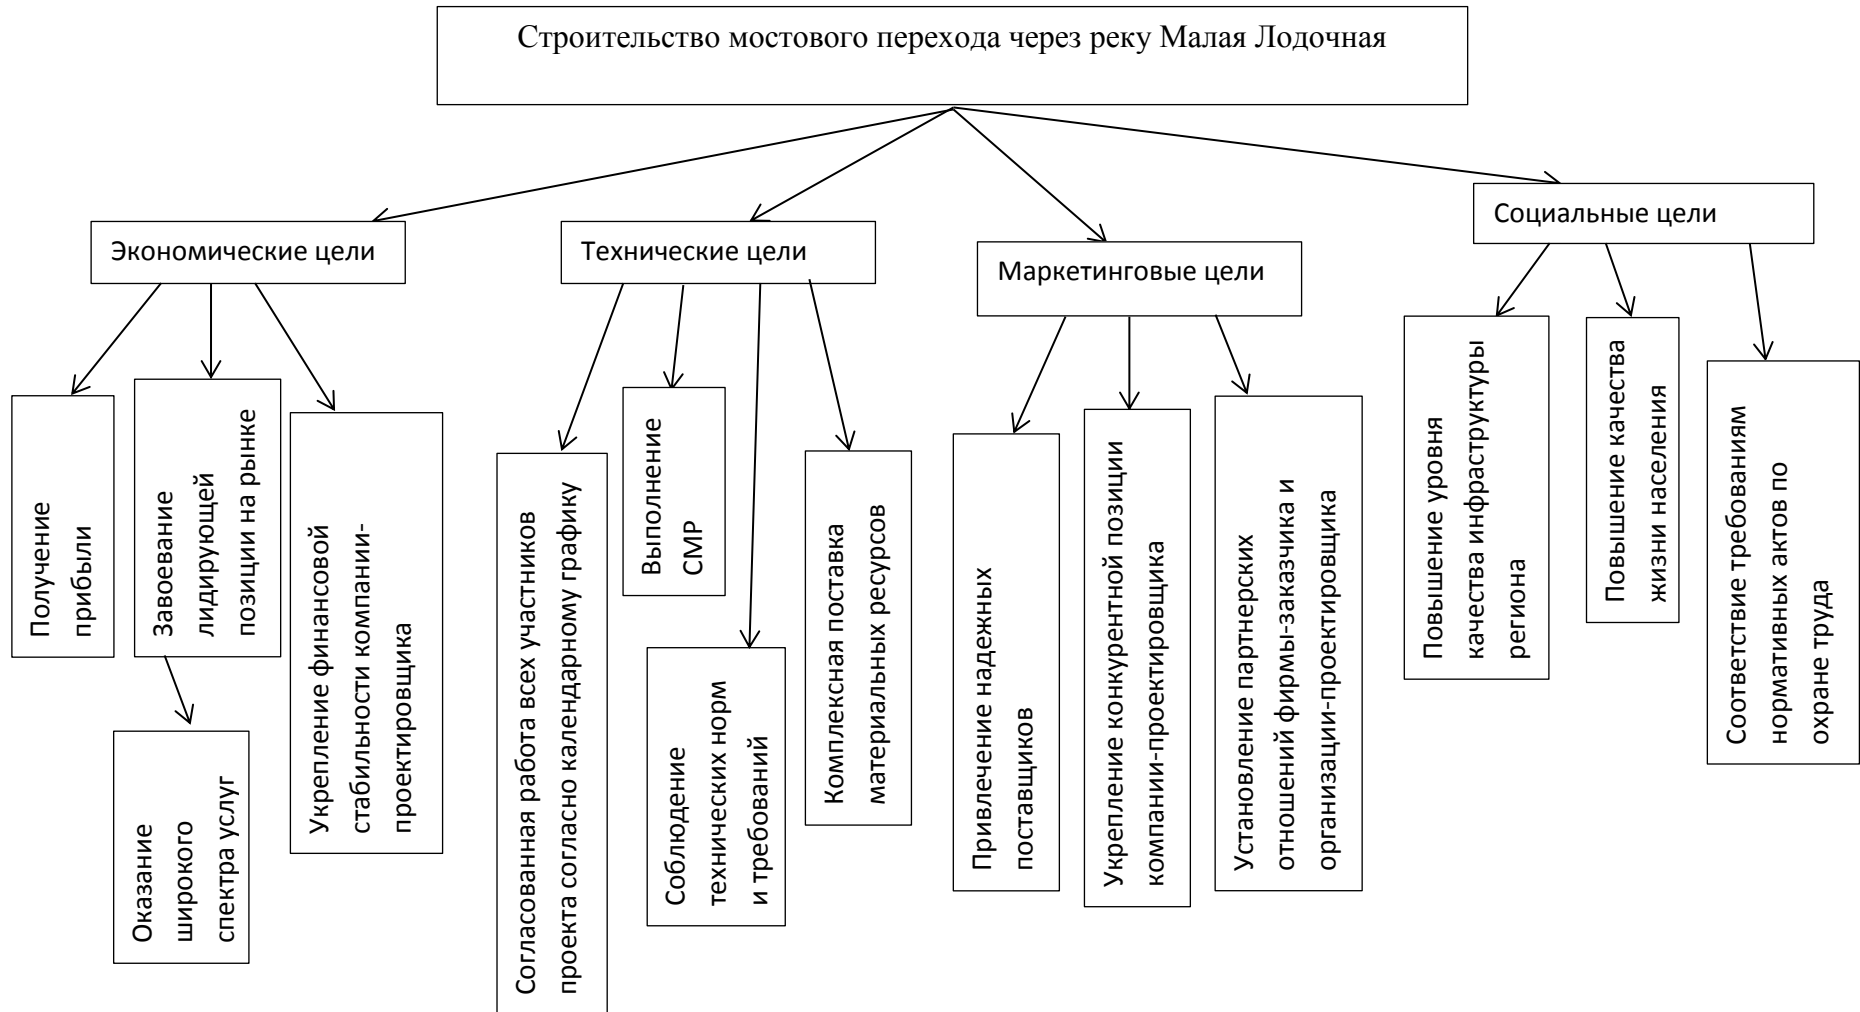 Строительство мостового перехода через реку Малая Лодочная
Экономические цели
Технические цели
Маркетинговые цели
Социальные цели
Получение
прибыли
Завоевание
лидирующей
позиции на рынке
Укрепление финансовой
стабильности компании-
проектировщика
Оказание
широкого
спектра услуг
Согласованная работа всех участников
проекта согласно календарному графику
Выполнение
СМР
Соблюдение
технических норм
и требований
Комплексная поставка
материальных ресурсов
Привлечение надежных
поставщиков
Укрепление конкурентной позиции
компании-проектировщика
Установление партнерских
отношений фирмы-заказчика и
организации-проектировщика
Повышение уровня
качества инфраструктуры
региона
Повышение качества
жизни населения
Соответствие требованиям
нормативных актов по
охране труда